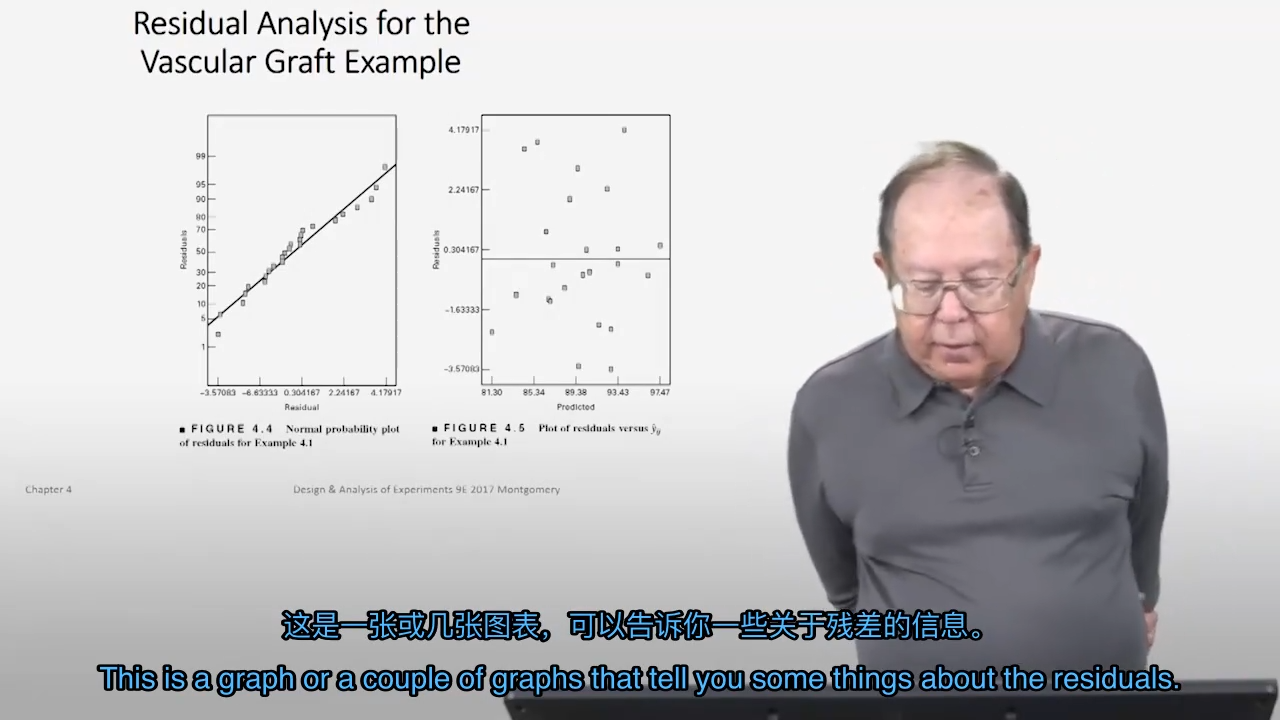 Residual Analysis for the
Vascular Graft Example
99
95
90
80
70
50
30
20
10
5
1
Residuals
−3.57083 −6.63333 0.304167 2.24167 4.17917
Residual
■ FIGURE 4.4 Normal probability plot
of residuals for Example 4.1
4.17917
2.24167
0.304167
−1.63333
−3.57083
Residuals
81.30 85.34 89.38 93.43 97.47
Predicted
■ FIGURE 4.5 Plot of residuals versus ŷij
for Example 4.1
Chapter 4
Design & Analysis of Experiments 9E 2017 Montgomery
这是一张或几张图表，可以告诉你一些关于残差的信息。
This is a graph or a couple of graphs that tell you some things about the residuals.